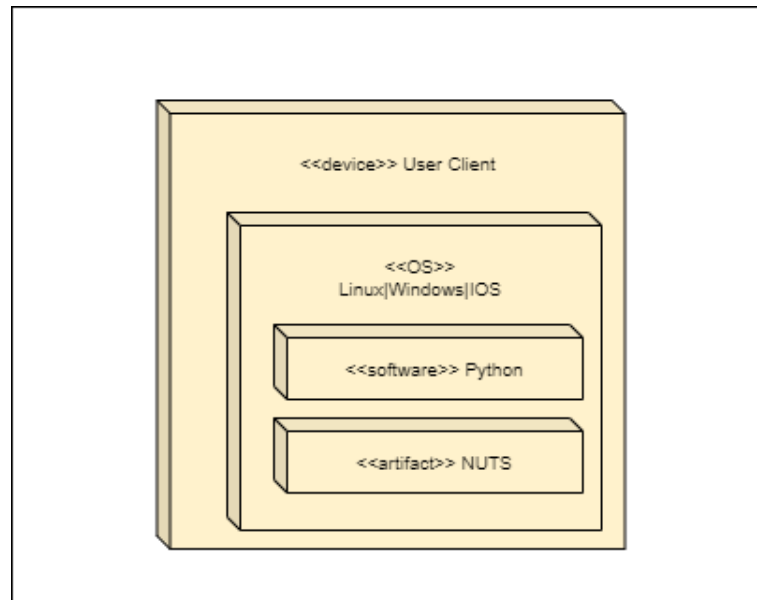 <<device>> User Client
<<OS>>
Linux|Windows|IOS
<<software>> Python
<<artifact>> NUTS